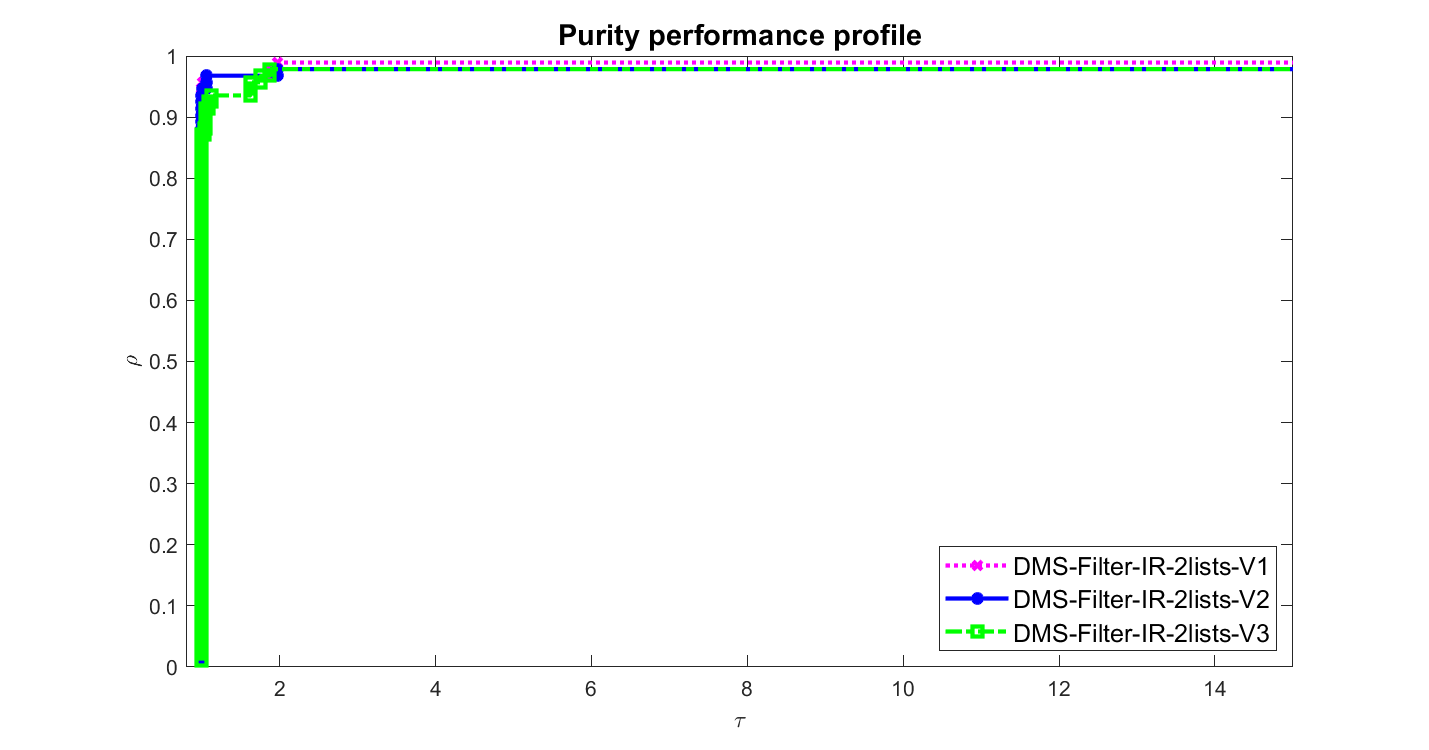 Purity performance profile
1
0.9
0.8
0.7
0.6
0.5
0.4
0.3
0.2
0.1
0
ρ
2 4 6 8 10 12 14
τ
DMS-Filter-IR-2lists-V1
DMS-Filter-IR-2lists-V2
DMS-Filter-IR-2lists-V3